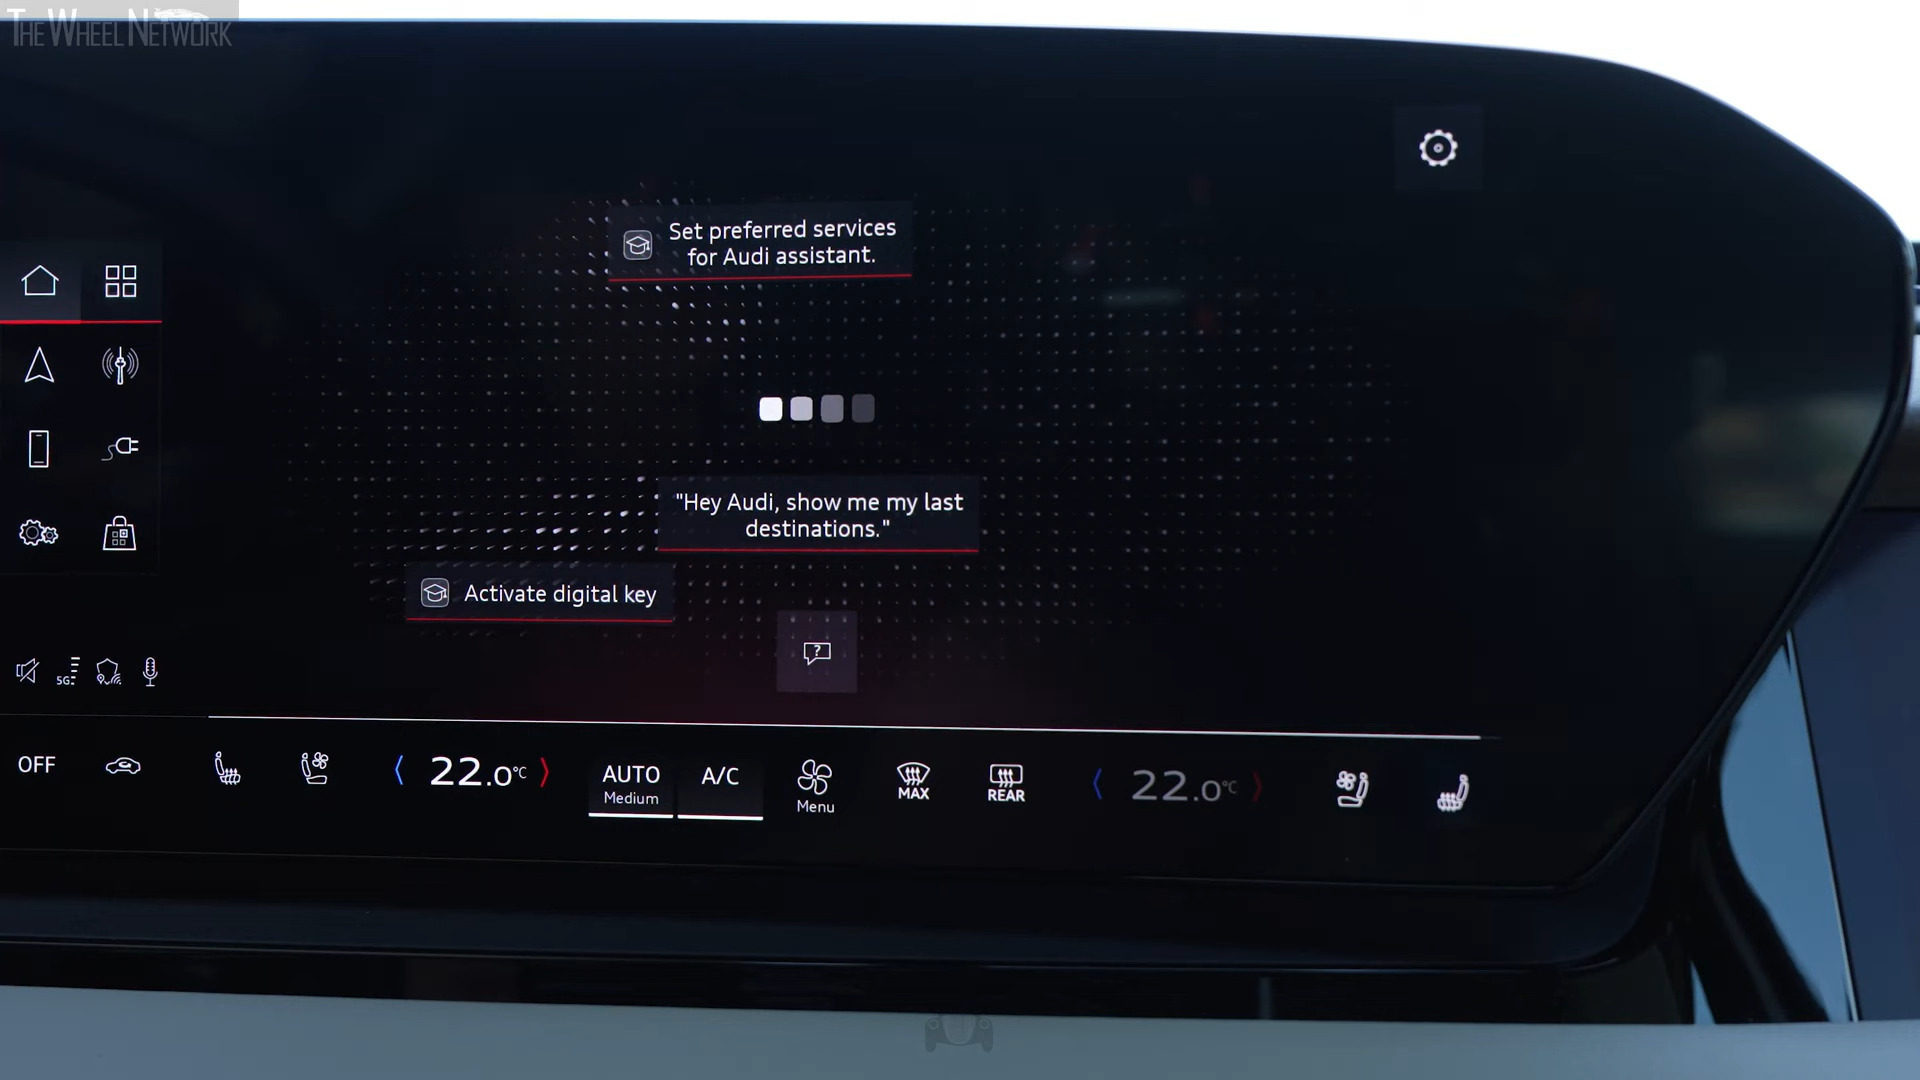 THE WHEEL NETWORK
Set preferred services
for Audi assistant.
"Hey Audi, show me my last
destinations."
Activate digital key
?
5G
OFF
22.0°C
AUTO
Medium
A/C
Menu
MAX
REAR
22.0°C